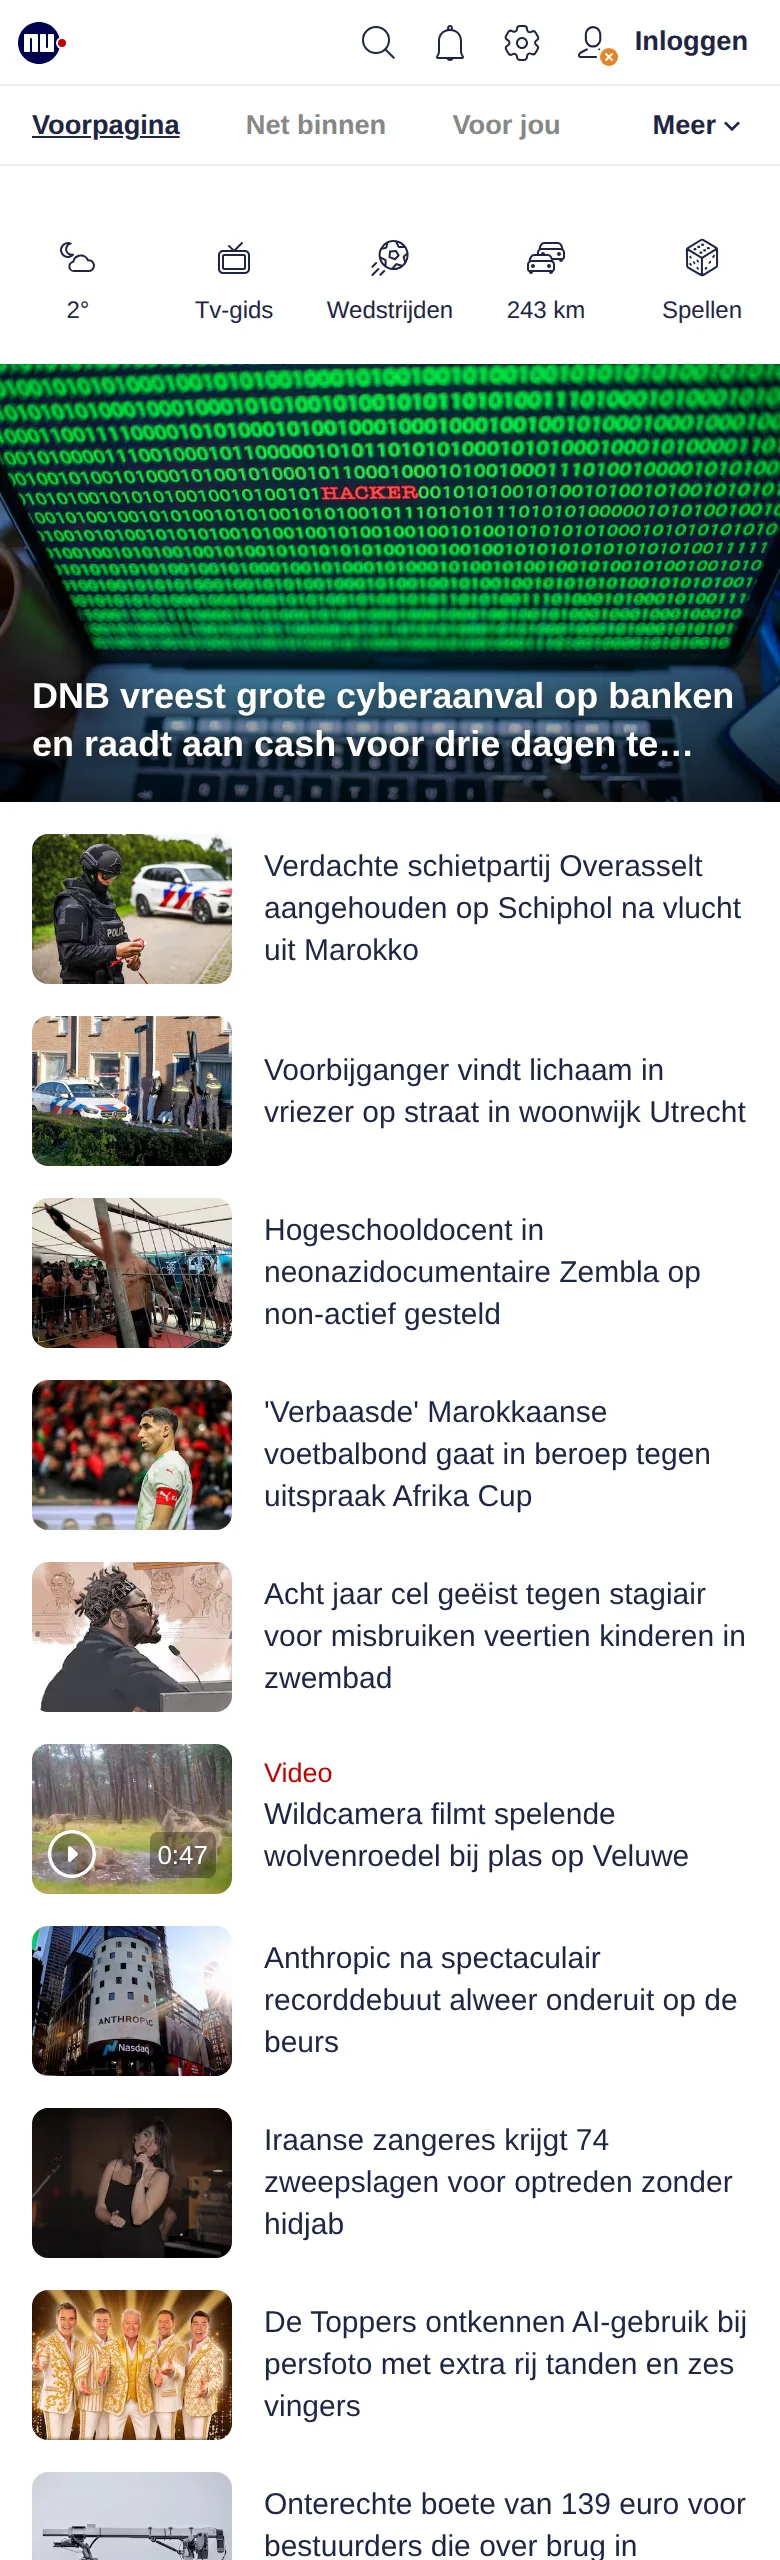 nu
Inloggen
Voorpagina
Net binnen
Voor jou
Meer
2°
Tv-gids
Wedstrijden
243 km
Spellen
HACKER
DNB vreest grote cyberaanval op banken
en raadt aan cash voor drie dagen te…
Verdachte schietpartij Overasselt
aangehouden op Schiphol na vlucht
uit Marokko
Voorbijganger vindt lichaam in
vriezer op straat in woonwijk Utrecht
Hogeschooldocent in
neonazidocumentaire Zembla op
non-actief gesteld
'Verbaasde' Marokkaanse
voetbalbond gaat in beroep tegen
uitspraak Afrika Cup
Acht jaar cel geëist tegen stagiair
voor misbruiken veertien kinderen in
zwembad
0:47
Video
Wildcamera filmt spelende
wolvenroedel bij plas op Veluwe
ANTHROPIC
Nasdaq
Anthropic na spectaculair
recorddebuut alweer onderuit op de
beurs
Iraanse zangeres krijgt 74
zweepslagen voor optreden zonder
hidjab
De Toppers ontkennen AI-gebruik bij
persfoto met extra rij tanden en zes
vingers
Onterechte boete van 139 euro voor
bestuurders die over brug in